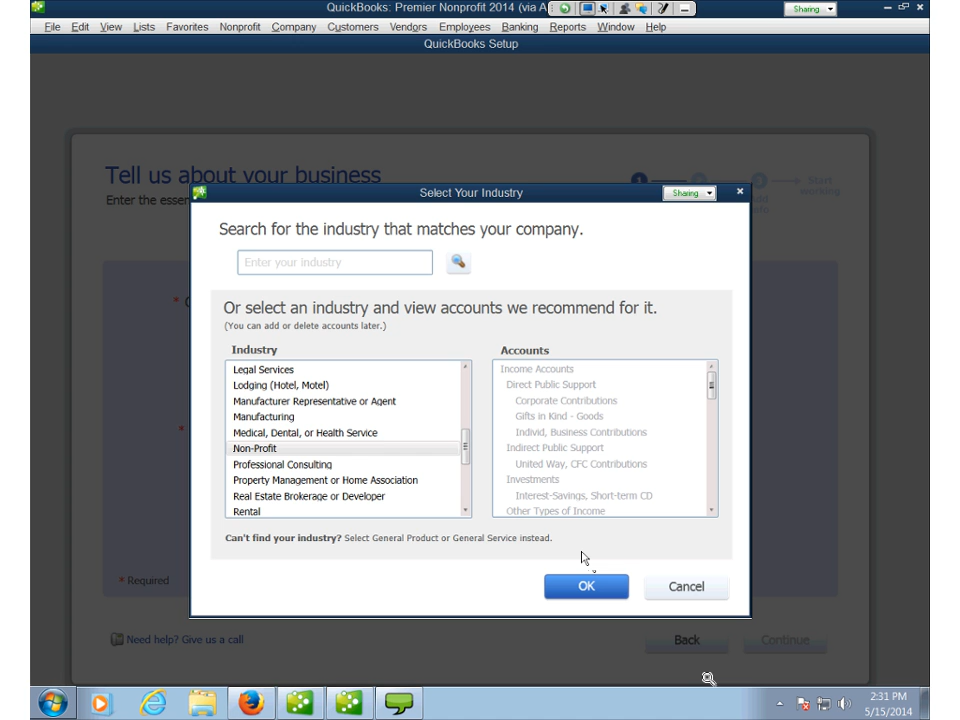 QuickBooks: Premier Nonprofit 2014 (via A
Sharing
File Edit View Lists Favorites Nonprofit Company Customers Vendors Employees Banking Reports Window Help
QuickBooks Setup
Tell us about your business
Enter the essen
1
3
Start
working
Select Your Industry
Sharing
Search for the industry that matches your company.
Enter your industry
Or select an industry and view accounts we recommend for it.
(You can add or delete accounts later.)
Industry
Legal Services
Lodging (Hotel, Motel)
Manufacturer Representative or Agent
Manufacturing
Medical, Dental, or Health Service
Non-Profit
Professional Consulting
Property Management or Home Association
Real Estate Brokerage or Developer
Rental
Accounts
Income Accounts
Direct Public Support
Corporate Contributions
Gifts in Kind - Goods
Individ, Business Contributions
Indirect Public Support
United Way, CFC Contributions
Investments
Interest-Savings, Short-term CD
Other Types of Income
Can't find your industry? Select General Product or General Service instead.
OK
Cancel
* Required
Need help? Give us a call
Back
Continue
2:31 PM
5/15/2014